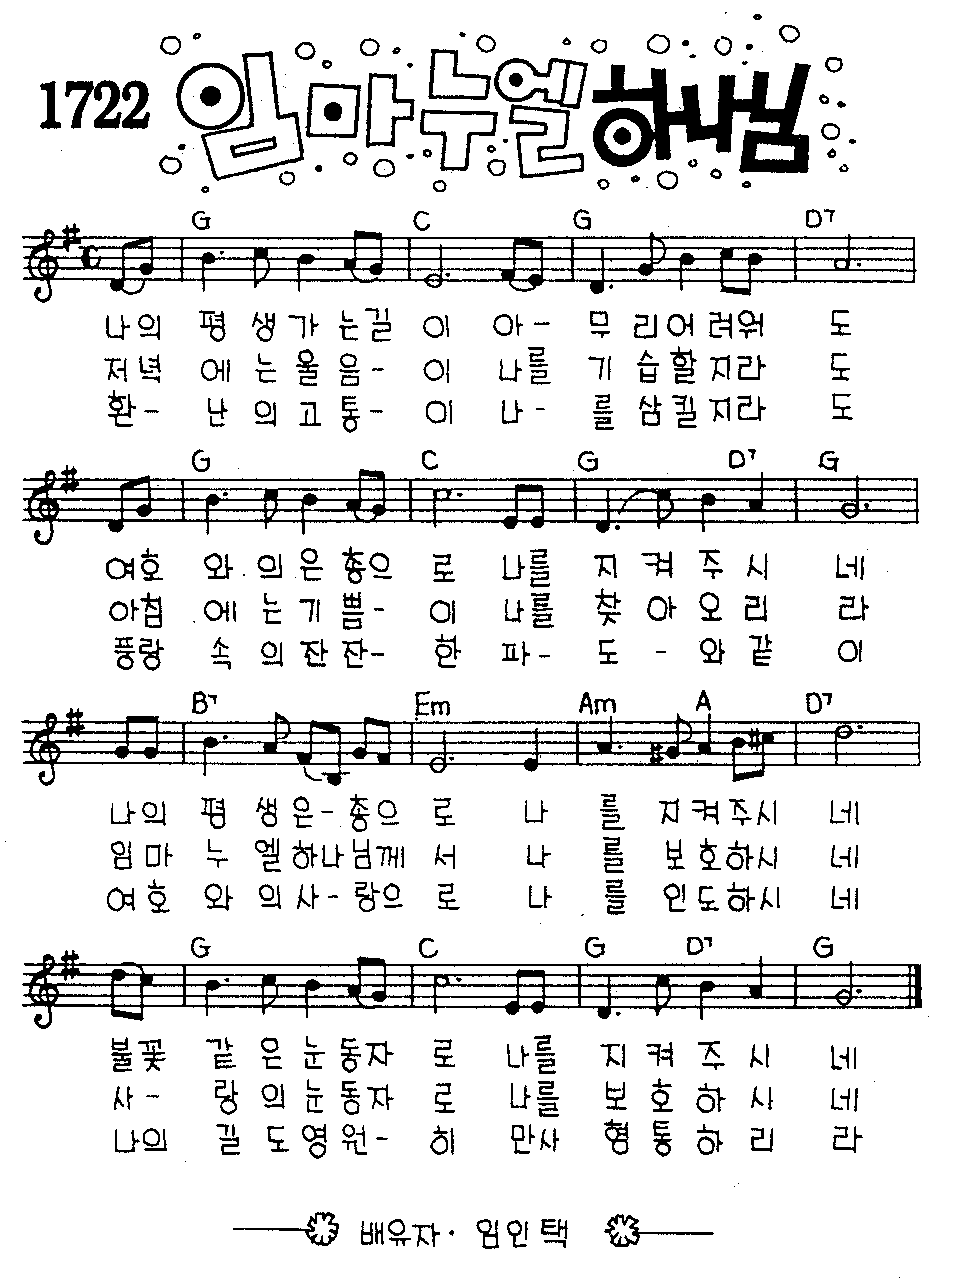 1722 임마누엘 하나님
G C G D7
나의 평 생 가 는길 이 아- 무 리어 려워 도
저녁 에 는 울 음- 이 나를 기 습할 지라 도
환- 난 의 고 통- 이 나- 를 삼킬 지라 도
G C G D7 G
여호 와 의 은 총으 로 나를 지 켜 주 시 네
아침 에 는 기 쁨- 이 나를 찾 아 오 리 라
풍랑 속 의 잔 잔- 한 파- 도 - 와 같 이
B7 Em Am A D7
나의 평 생 은- 총으 로 나 를 지 켜주시 네
임마 누 엘 하나 님께 서 나 를 보 호하시 네
여호 와 의 사- 랑으 로 나 를 인 도하시 네
G C G D7 G
불꽃 같 은 눈 동자 로 나를 지 켜 주 시 네
사- 랑 의 눈 동자 로 나를 보 호 하 시 네
나의 길 도 영 원- 히 만사 형 통 하 리 라
배유자 · 임인택